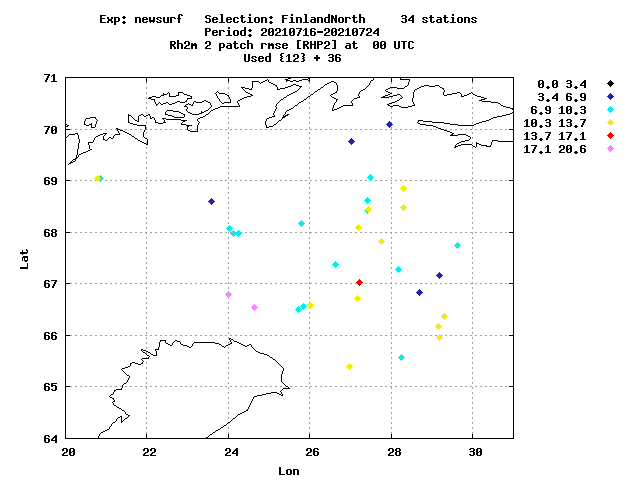 Exp: newsurf Selection: FinlandNorth 34 stations
Period: 20210716-20210724
Rh2m 2 patch rmse [RHP2] at 00 UTC
Used {12} + 36
0.0 3.4
3.4 6.9
6.9 10.3
10.3 13.7
13.7 17.1
17.1 20.6
71
70
69
68
67
66
65
64
Lat
20 22 24 26 28 30
Lon